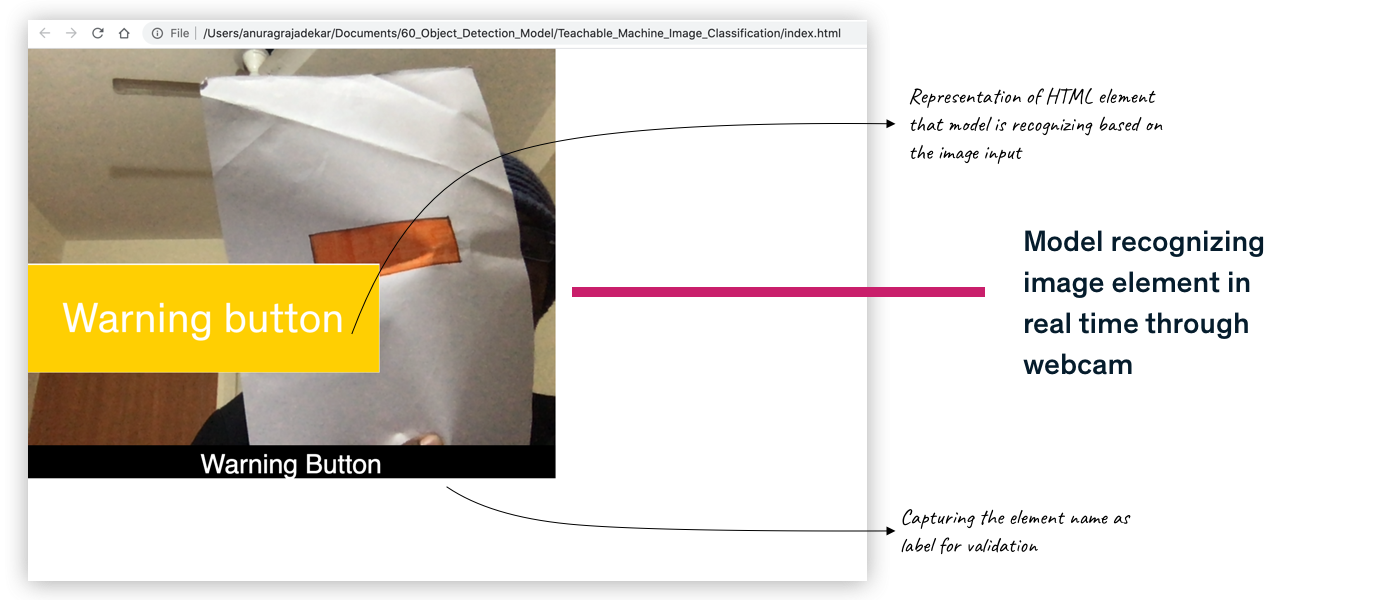 File /Users/anuragrajadekar/Documents/60_Object_Detection_Model/Teachable_Machine_Image_Classification/index.html
Warning button
Warning Button
Representation of HTML element
that model is recognizing based on
the image input
Model recognizing
image element in
real time through
webcam
Capturing the element name as
label for validation